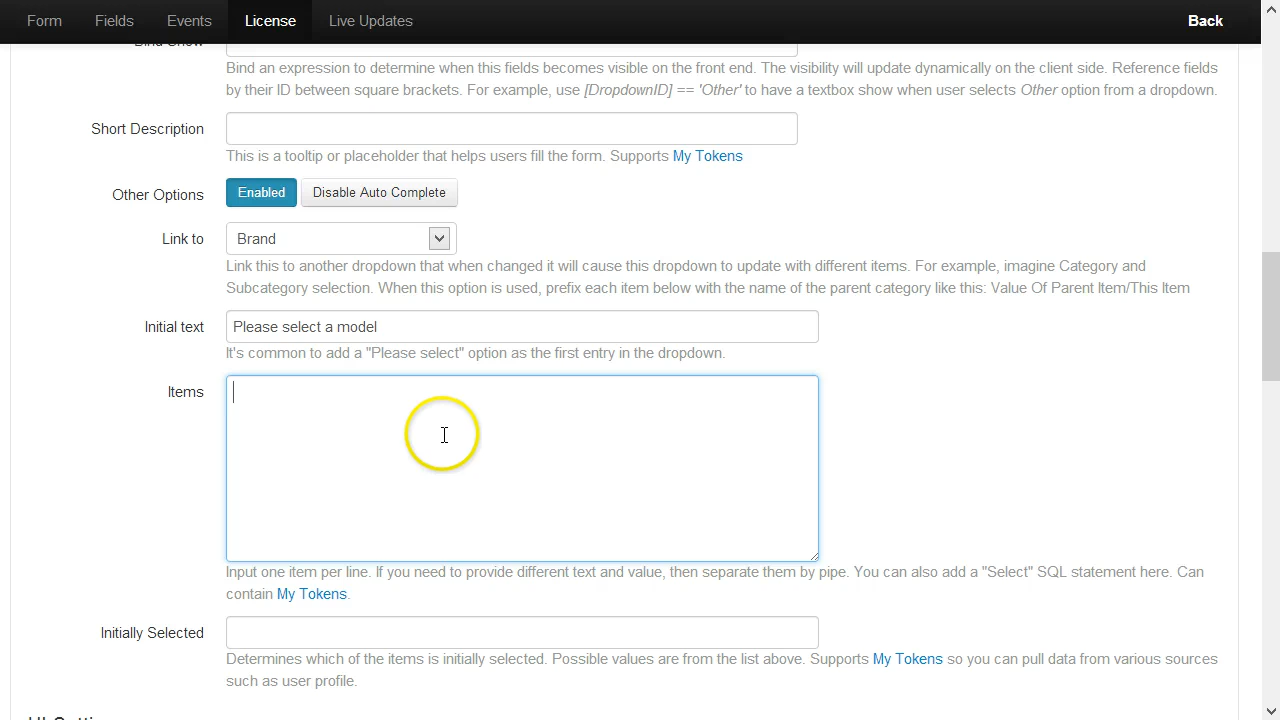 Form Fields Events License Live Updates Back
Bind Show
Bind an expression to determine when this fields becomes visible on the front end. The visibility will update dynamically on the client side. Reference fields
by their ID between square brackets. For example, use [DropdownID] == 'Other' to have a textbox show when user selects Other option from a dropdown.
Short Description
This is a tooltip or placeholder that helps users fill the form. Supports My Tokens
Other Options Enabled Disable Auto Complete
Link to Brand
Link this to another dropdown that when changed it will cause this dropdown to update with different items. For example, imagine Category and
Subcategory selection. When this option is used, prefix each item below with the name of the parent category like this: Value Of Parent Item/This Item
Initial text Please select a model
It's common to add a "Please select" option as the first entry in the dropdown.
Items
Input one item per line. If you need to provide different text and value, then separate them by pipe. You can also add a "Select" SQL statement here. Can
contain My Tokens.
Initially Selected
Determines which of the items is initially selected. Possible values are from the list above. Supports My Tokens so you can pull data from various sources
such as user profile.